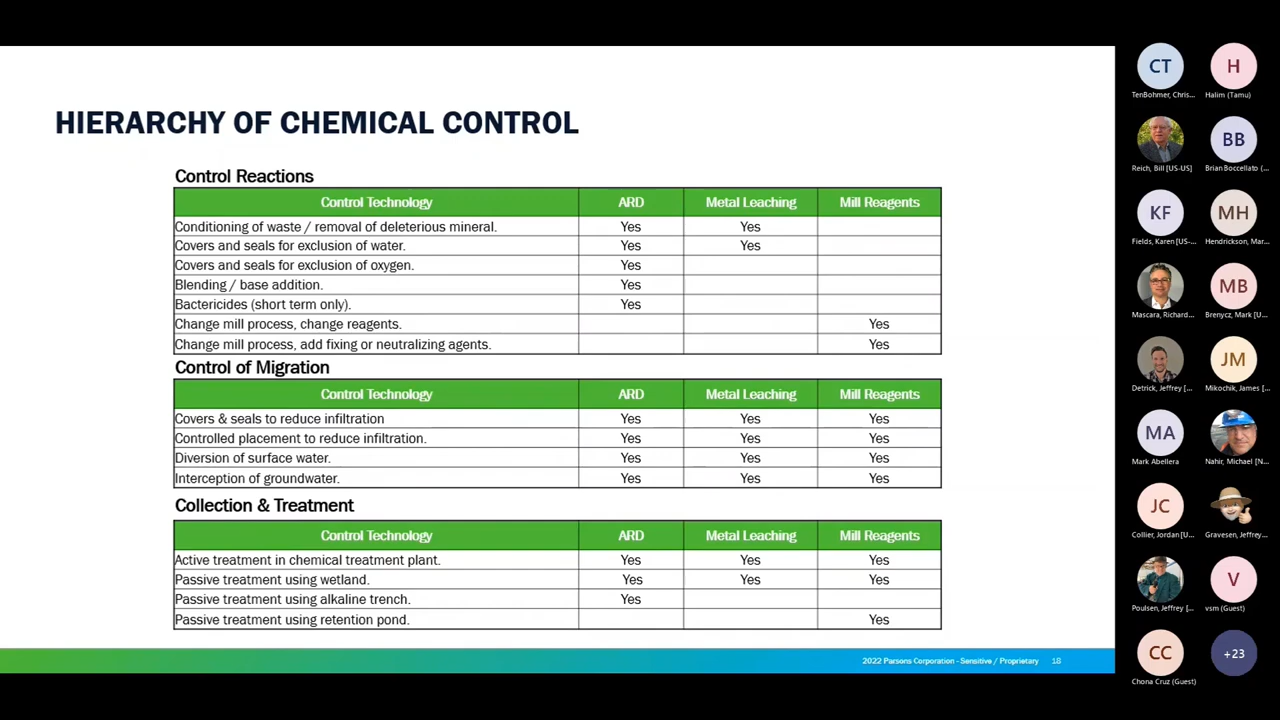 HIERARCHY OF CHEMICAL CONTROL
Control Reactions
Control Technology ARD Metal Leaching Mill Reagents
Conditioning of waste / removal of deleterious mineral. Yes Yes
Covers and seals for exclusion of water. Yes Yes
Covers and seals for exclusion of oxygen. Yes
Blending / base addition. Yes
Bactericides (short term only). Yes
Change mill process, change reagents. Yes
Change mill process, add fixing or neutralizing agents. Yes
Control of Migration
Control Technology ARD Metal Leaching Mill Reagents
Covers & seals to reduce infiltration Yes Yes Yes
Controlled placement to reduce infiltration. Yes Yes Yes
Diversion of surface water. Yes Yes Yes
Interception of groundwater. Yes Yes Yes
Collection & Treatment
Control Technology ARD Metal Leaching Mill Reagents
Active treatment in chemical treatment plant. Yes Yes Yes
Passive treatment using wetland. Yes Yes Yes
Passive treatment using alkaline trench. Yes
Passive treatment using retention pond. Yes
2022 Parsons Corporation - Sensitive / Proprietary 18
CT H
TenBohmer, Chris... Halim (Tamu)
BB
Reich, Bill [US-US] Brian Boccellato (...
KF MH
Fields, Karen [US-... Hendrickson, Mar...
MB
Mascara, Richard... Brenycz, Mark [U...
JM
Detrick, Jeffrey [... Mikochik, James [...
MA
Mark Abellera Nahir, Michael [N...
JC
Collier, Jordan [U... Gravesen, Jeffrey...
V
Poulsen, Jeffrey [... vsm (Guest)
CC +23
Chona Cruz (Guest)